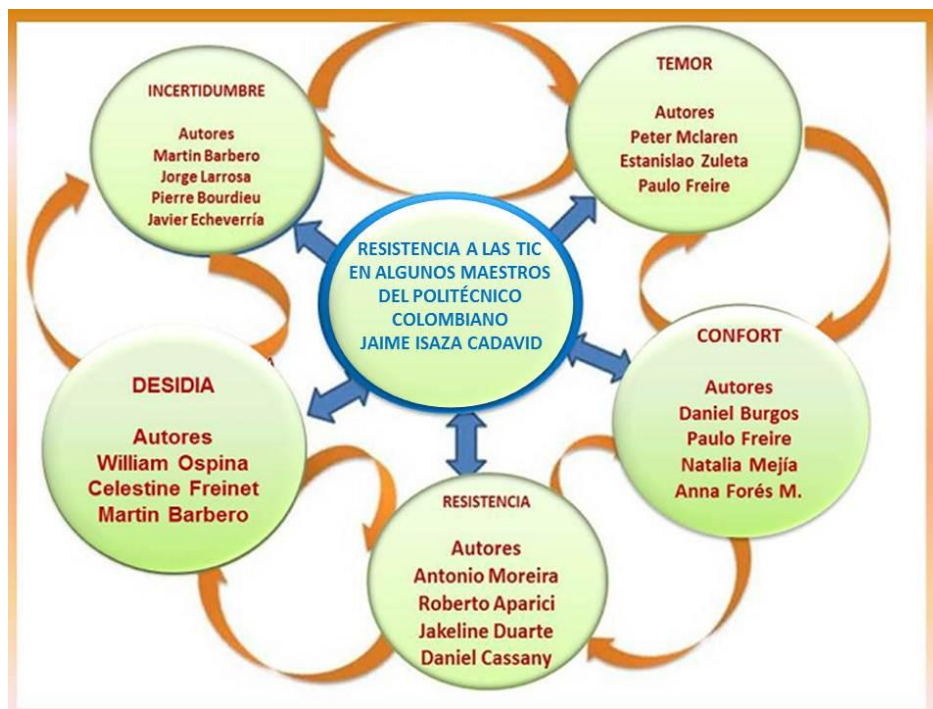 INCERTIDUMBRE
Autores
Martin Barbero
Jorge Larrosa
Pierre Bourdieu
Javier Echeverría
TEMOR
Autores
Peter Mclaren
Estanislao Zuleta
Paulo Freire
RESISTENCIA A LAS TIC
EN ALGUNOS MAESTROS
DEL POLITÉCNICO
COLOMBIANO
JAIME ISAZA CADAVID
CONFORT
Autores
Daniel Burgos
Paulo Freire
Natalia Mejía
Anna Forés M.
DESIDIA
Autores
William Ospina
Celestine Freinet
Martin Barbero
RESISTENCIA
Autores
Antonio Moreira
Roberto Aparici
Jakeline Duarte
Daniel Cassany